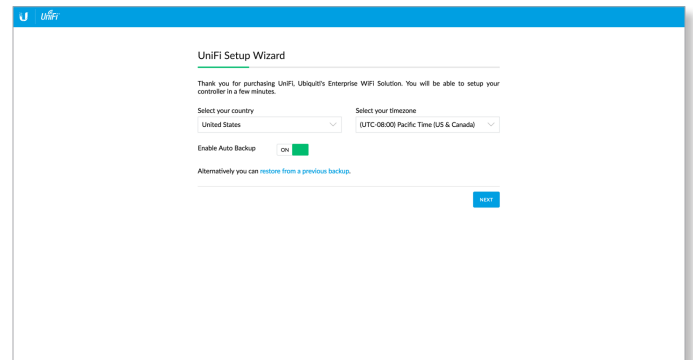 U UniFi
UniFi Setup Wizard
Thank you for purchasing UniFi, Ubiquiti's Enterprise WiFi Solution. You will be able to setup your
controller in a few minutes.
Select your country
Select your timezone
United States
(UTC-08:00) Pacific Time (US & Canada)
Enable Auto Backup
ON
Alternatively you can restore from a previous backup.
NEXT